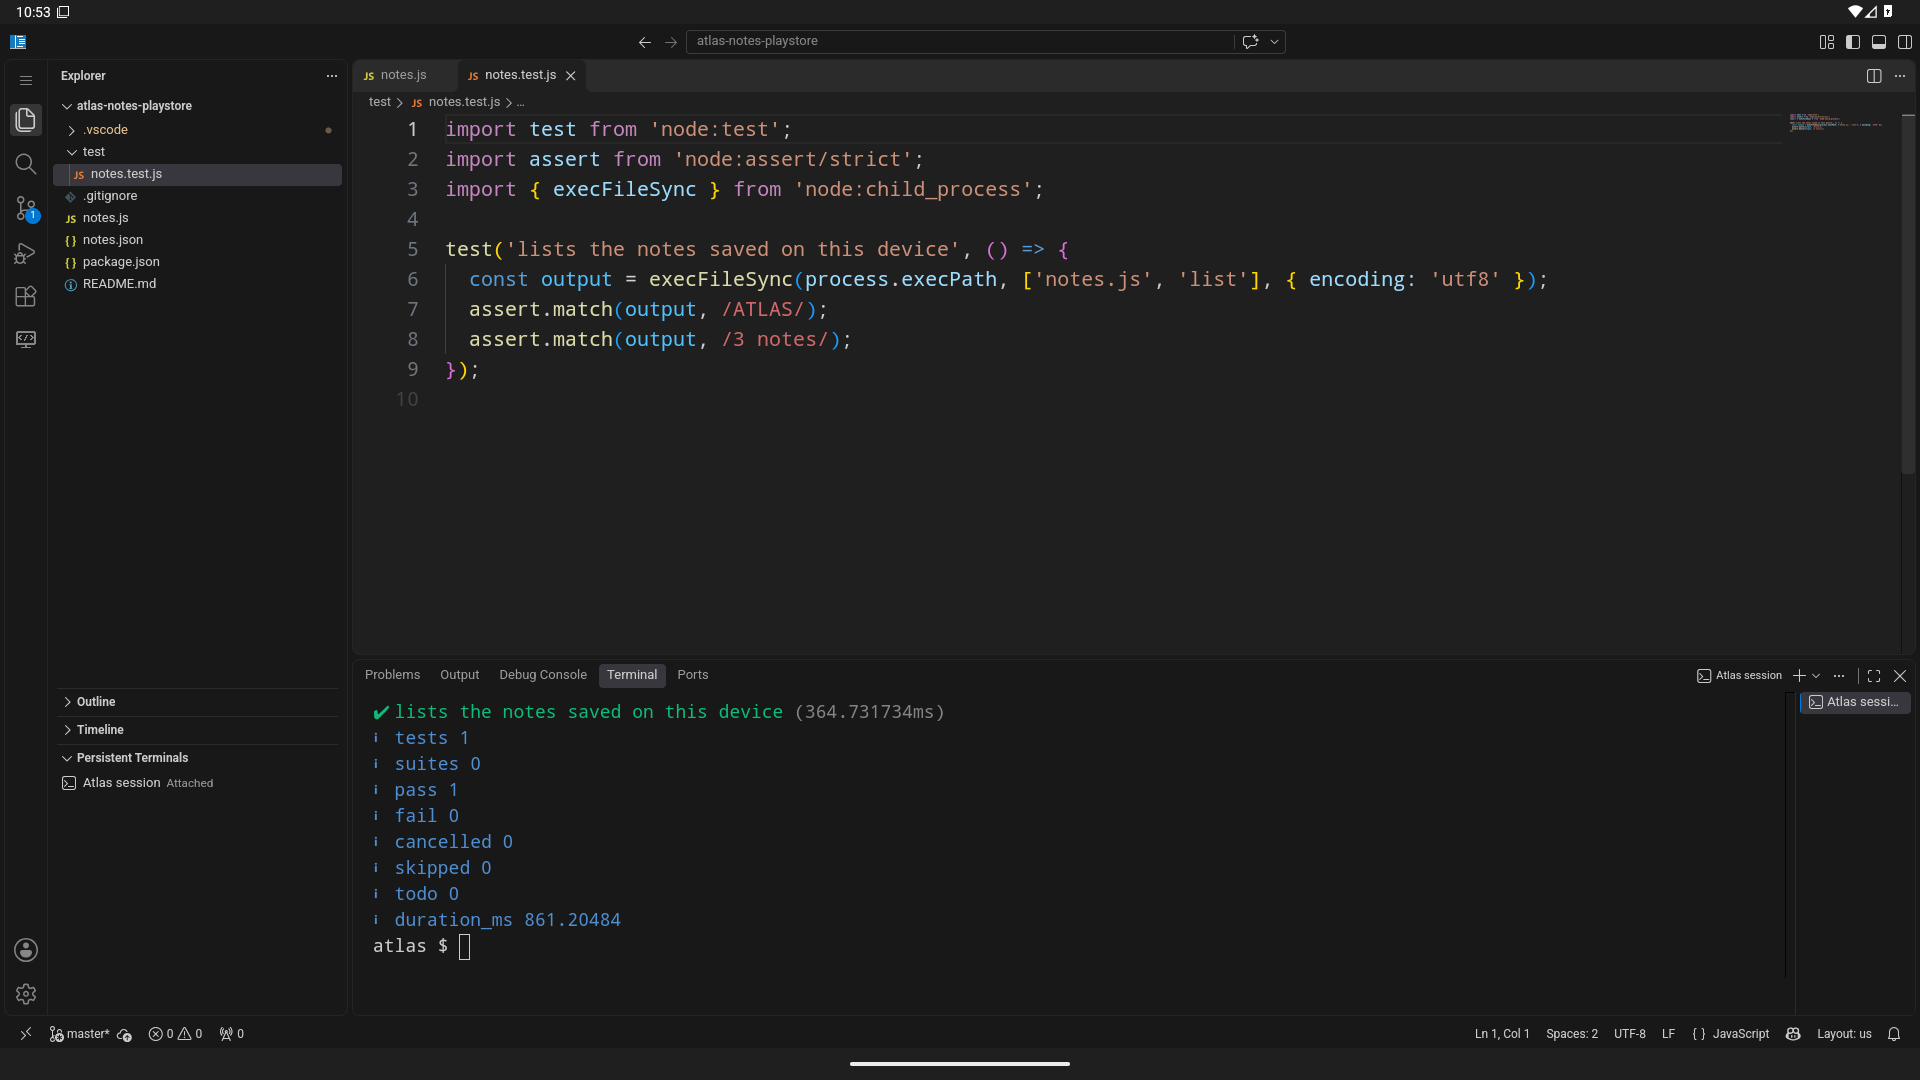 10:53
atlas-notes-playstore
Explorer
atlas-notes-playstore
.vscode
test
JS notes.test.js
.gitignore
JS notes.js
{} notes.json
{} package.json
README.md
Outline
Timeline
Persistent Terminals
Atlas session Attached
1
JS notes.js
JS notes.test.js
test > JS notes.test.js > ...
1 import test from 'node:test';
2 import assert from 'node:assert/strict';
3 import { execFileSync } from 'node:child_process';
4
5 test('lists the notes saved on this device', () => {
6 const output = execFileSync(process.execPath, ['notes.js', 'list'], { encoding: 'utf8' });
7 assert.match(output, /ATLAS/);
8 assert.match(output, /3 notes/);
9 });
10
Problems Output Debug Console Terminal Ports
Atlas session
Atlas sessi...
✔ lists the notes saved on this device (364.731734ms)
i tests 1
i suites 0
i pass 1
i fail 0
i cancelled 0
i skipped 0
i todo 0
i duration_ms 861.20484
atlas $
master* 0 0 0
Ln 1, Col 1 Spaces: 2 UTF-8 LF {} JavaScript Layout: us